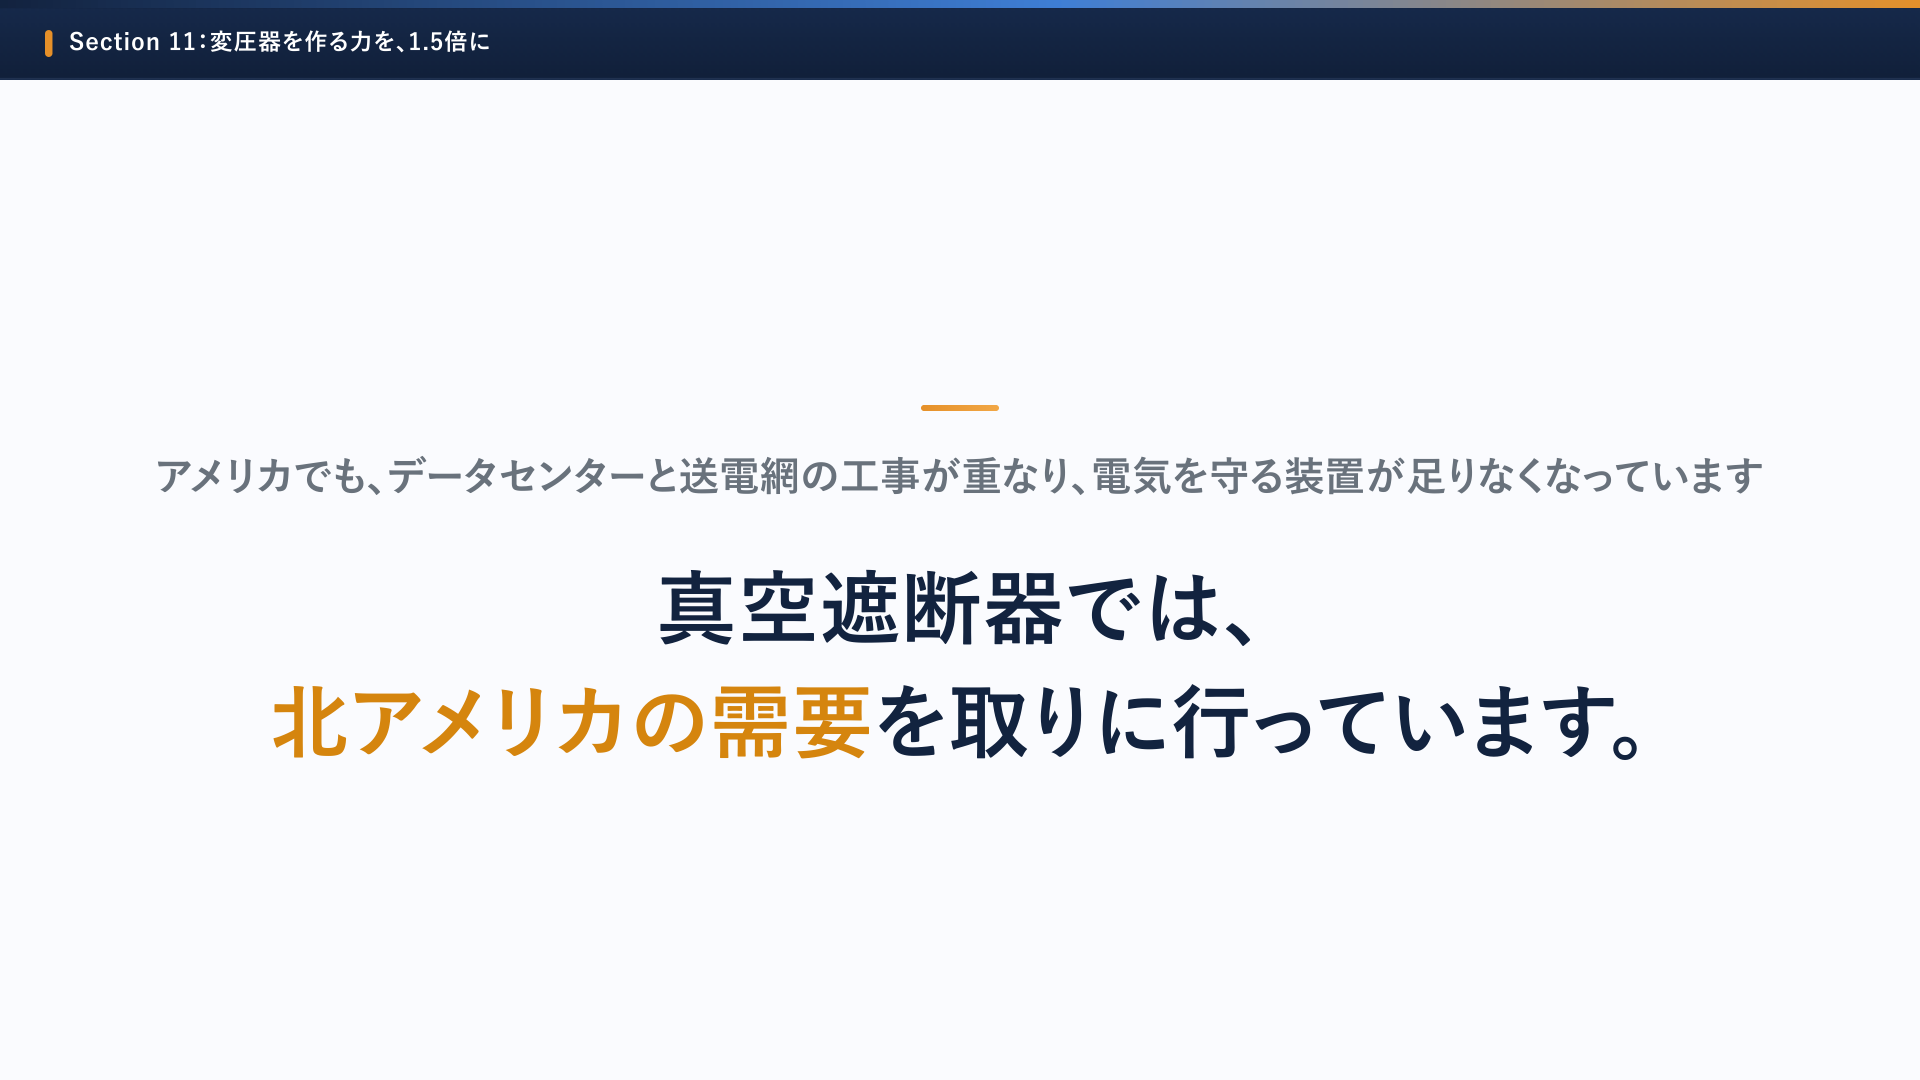 Section 11：変圧器を作る力を、1.5倍に
アメリカでも、データセンターと送電網の工事が重なり、電気を守る装置が足りなくなっています
真空遮断器では、
北アメリカの需要を取りに行っています。